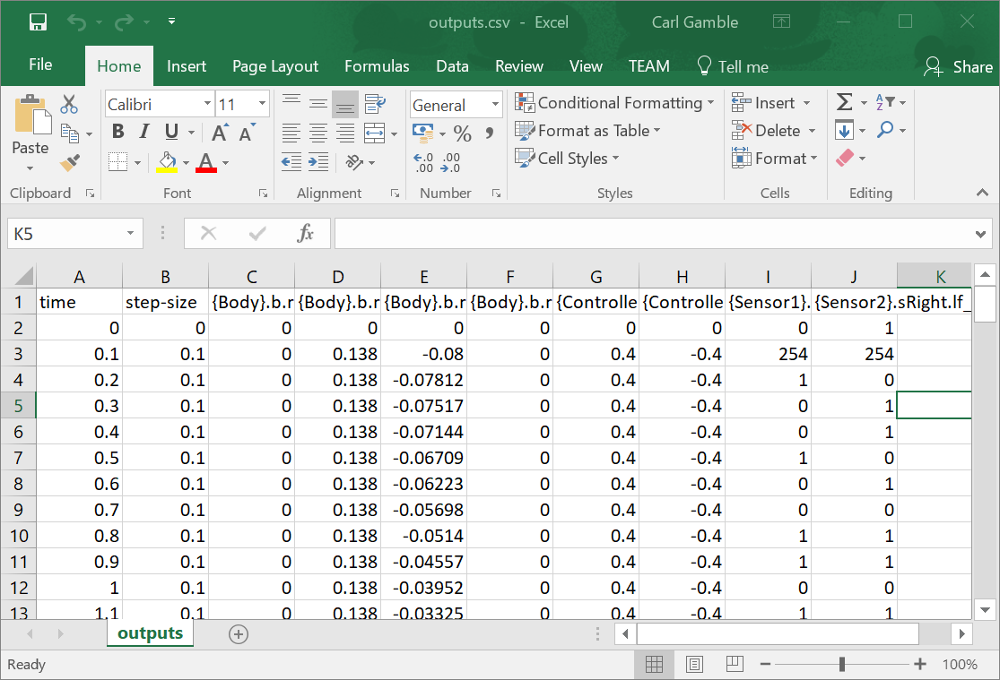 outputs.csv - Excel Carl Gamble
File Home Insert Page Layout Formulas Data Review View TEAM Tell me Share
Calibri 11 General Conditional Formatting Insert
Paste B I U A A % , Format as Table Delete
A .0 .00 .00 .0 Cell Styles Format
Clipboard Font Alignment Number Styles Cells Editing
K5 fx
A B C D E F G H I J K
1 time step-size {Body}.b.r {Body}.b.r {Body}.b.r {Body}.b.r {Controlle {Controlle {Sensor1}. {Sensor2}.sRight.lf_
2 0 0 0 0 0 0 0 0 0 1
3 0.1 0.1 0 0.138 -0.08 0 0.4 -0.4 254 254
4 0.2 0.1 0 0.138 -0.07812 0 0.4 -0.4 1 0
5 0.3 0.1 0 0.138 -0.07517 0 0.4 -0.4 0 1
6 0.4 0.1 0 0.138 -0.07144 0 0.4 -0.4 0 1
7 0.5 0.1 0 0.138 -0.06709 0 0.4 -0.4 1 0
8 0.6 0.1 0 0.138 -0.06223 0 0.4 -0.4 0 1
9 0.7 0.1 0 0.138 -0.05698 0 0.4 -0.4 0 0
10 0.8 0.1 0 0.138 -0.0514 0 0.4 -0.4 1 1
11 0.9 0.1 0 0.138 -0.04557 0 0.4 -0.4 1 1
12 1 0.1 0 0.138 -0.03952 0 0.4 -0.4 0 0
13 1.1 0.1 0 0.138 -0.03325 0 0.4 -0.4 1 1
outputs
Ready 100%